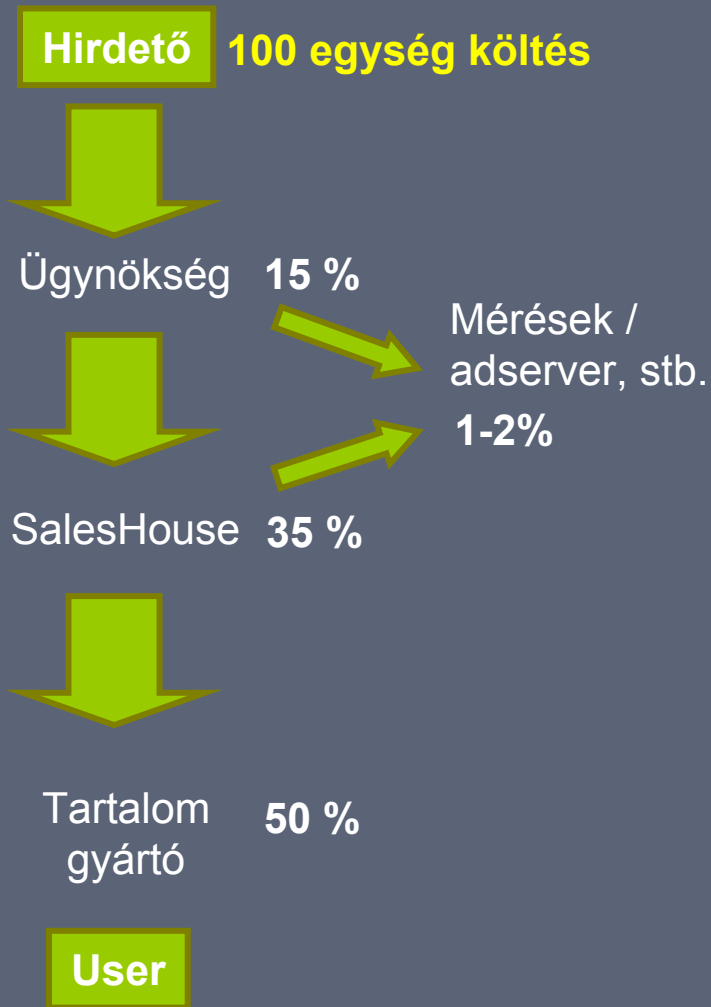 Hirdető 100 egység költés
Ügynökség 15 %
Mérések /
adserver, stb.
1-2%
SalesHouse 35 %
Tartalom
gyártó
50 %
User